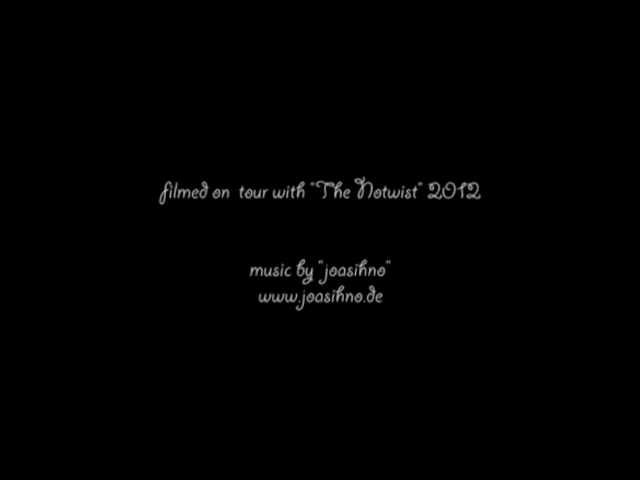 filmed on tour with "The Notwist" 2012
music by "joasihno"
www.joasihno.de